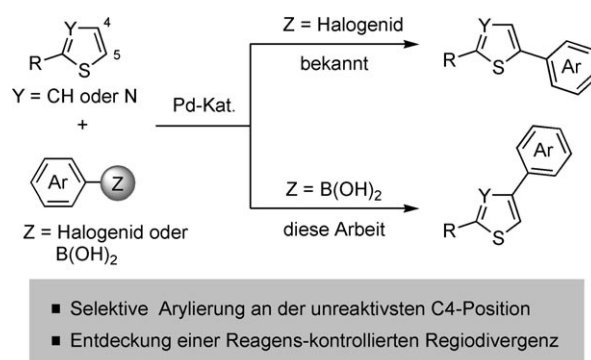 Y
4
R
S
5
Y = CH oder N
+
Ar
Z
Z = Halogenid oder
B(OH)₂
Pd-Kat.
Z = Halogenid
bekannt
Y
R
S
Ar
Z = B(OH)₂
diese Arbeit
Ar
Y
R
S
▪ Selektive Arylierung an der unreaktivsten C4-Position
▪ Entdeckung einer Reagens-kontrollierten Regiodivergenz